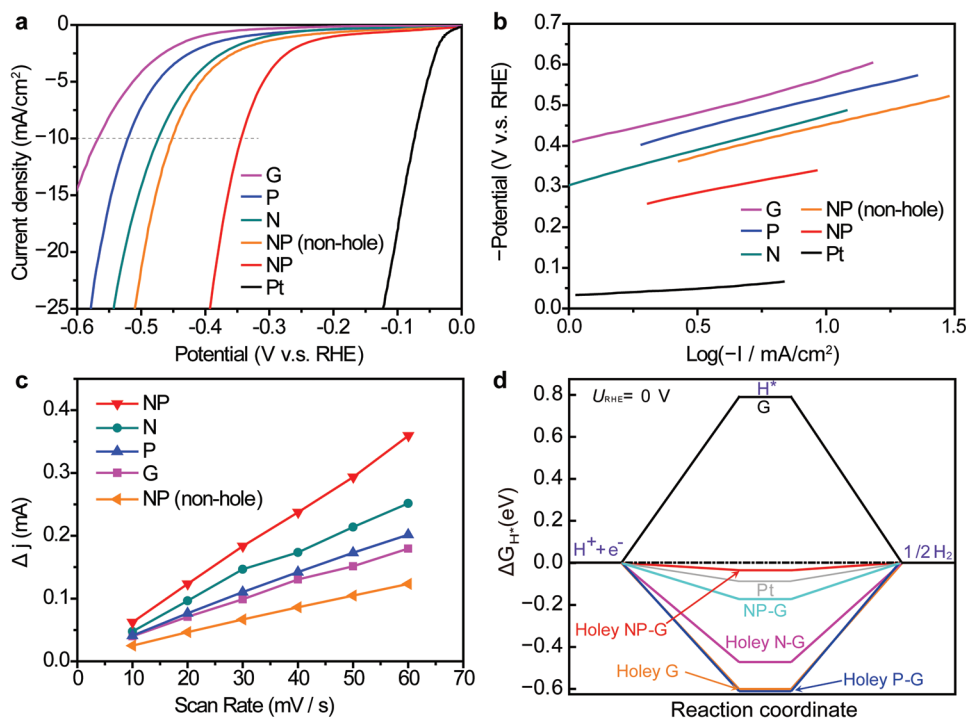 a
0
-5
-10
-15
-20
-25
Current density (mA/cm²)
G
P
N
NP (non-hole)
NP
Pt
-0.6
-0.5
-0.4
-0.3
-0.2
-0.1
0.0
Potential (V v.s. RHE)
b
0.7
0.6
0.5
0.4
0.3
0.2
0.1
0.0
−Potential (V v.s. RHE)
G
P
N
NP (non-hole)
NP
Pt
0.0
0.5
1.0
1.5
Log(−I / mA/cm²)
c
0.4
0.3
0.2
0.1
0.0
Δ j (mA)
NP
N
P
G
NP (non-hole)
0
10
20
30
40
50
60
70
Scan Rate (mV / s)
d
0.8
0.6
0.4
0.2
0.0
−0.2
−0.4
−0.6
ΔG_H*(eV)
U_RHE= 0 V
H*
G
H⁺+e⁻
1/2 H₂
Pt
NP-G
Holey NP-G
Holey N-G
Holey G
Holey P-G
Reaction coordinate